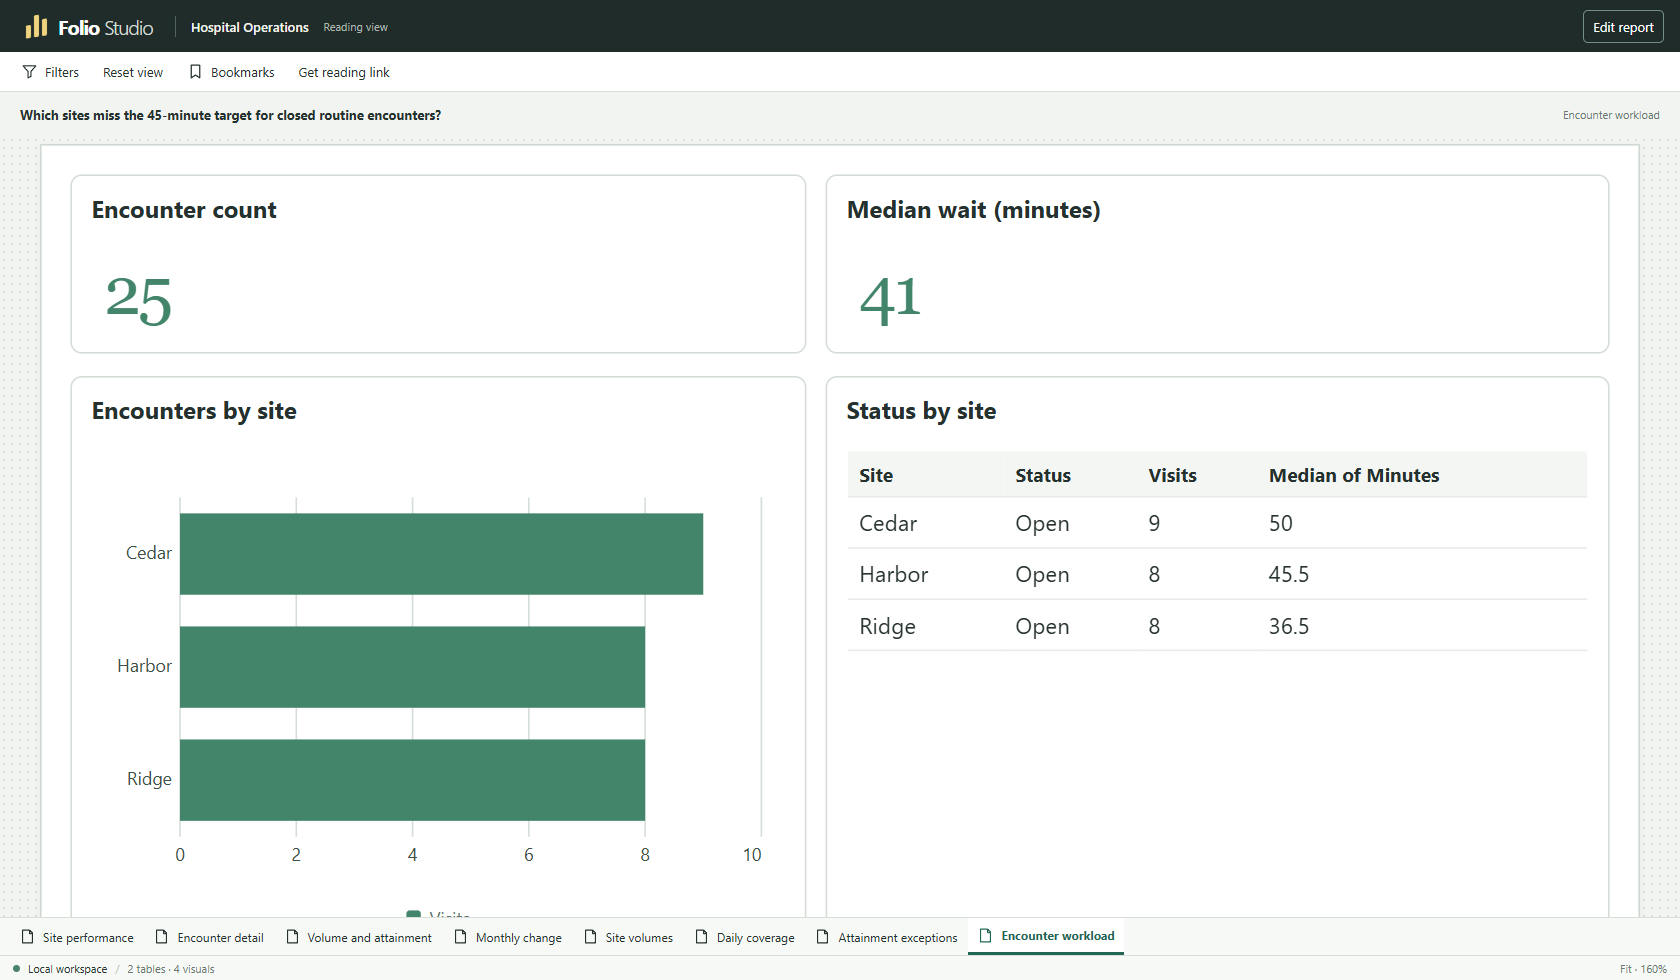 Folio Studio
Hospital Operations
Reading view
Edit report
Filters
Reset view
Bookmarks
Get reading link
Which sites miss the 45-minute target for closed routine encounters?
Encounter workload
Encounter count
25
Median wait (minutes)
41
Encounters by site
Cedar
Harbor
Ridge
0 2 4 6 8 10
Visits
Status by site
Site Status Visits Median of Minutes
Cedar Open 9 50
Harbor Open 8 45.5
Ridge Open 8 36.5
Site performance
Encounter detail
Volume and attainment
Monthly change
Site volumes
Daily coverage
Attainment exceptions
Encounter workload
Local workspace / 2 tables · 4 visuals
Fit · 160%